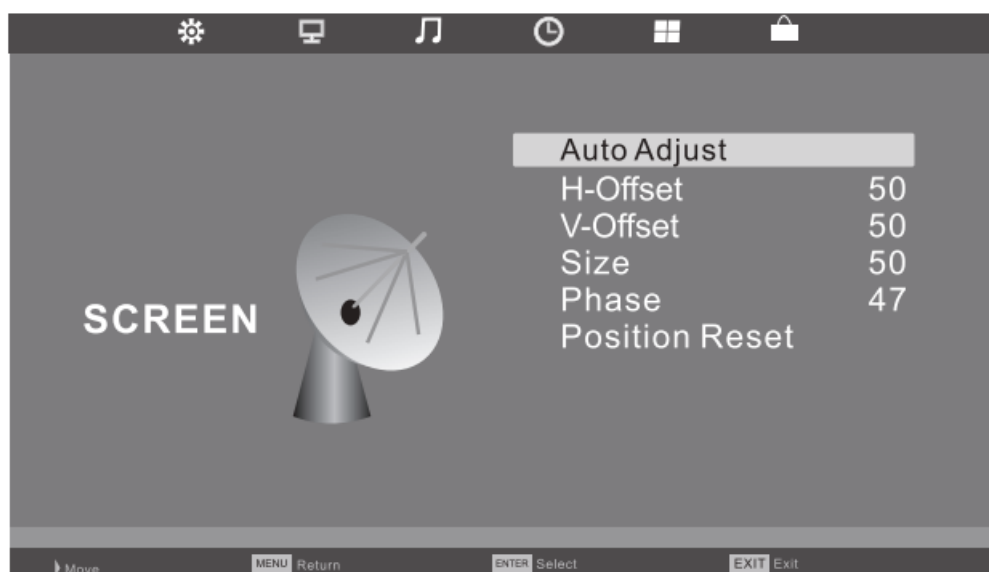 Auto Adjust
H-Offset 50
V-Offset 50
Size 50
Phase 47
Position Reset
SCREEN
Move MENU Return ENTER Select EXIT Exit